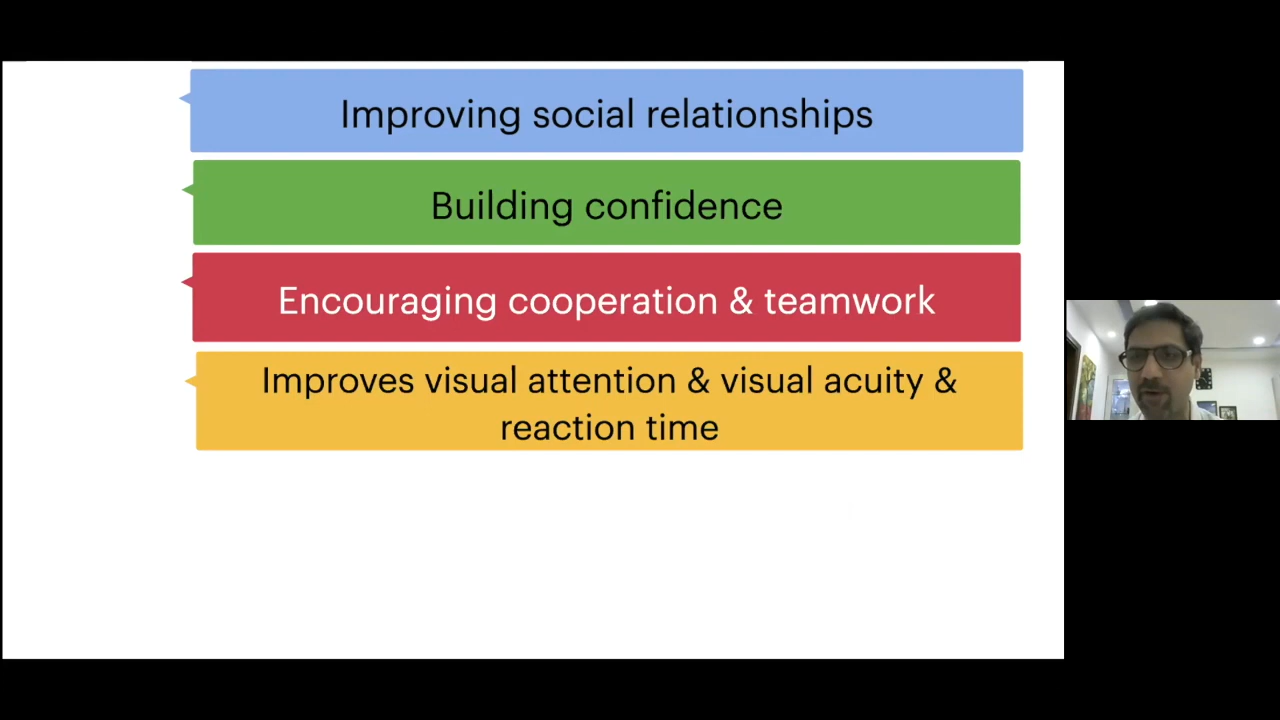 Improving social relationships
Building confidence
Encouraging cooperation & teamwork
Improves visual attention & visual acuity &
reaction time